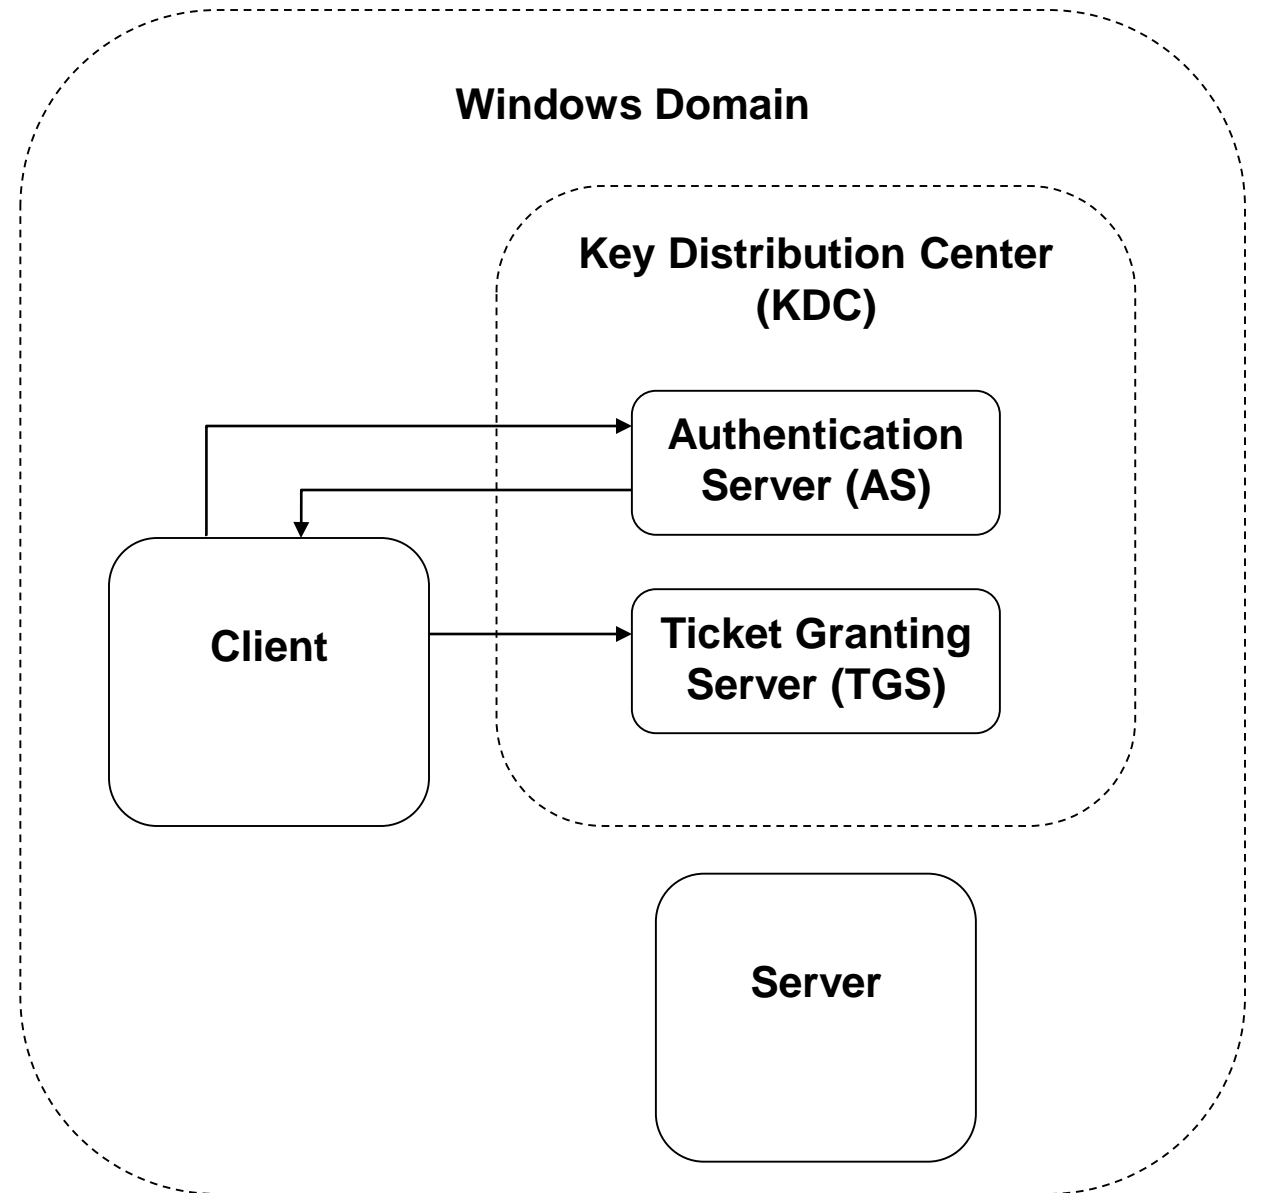 Windows Domain
Key Distribution Center
(KDC)
Authentication
Server (AS)
Client
Ticket Granting
Server (TGS)
Server